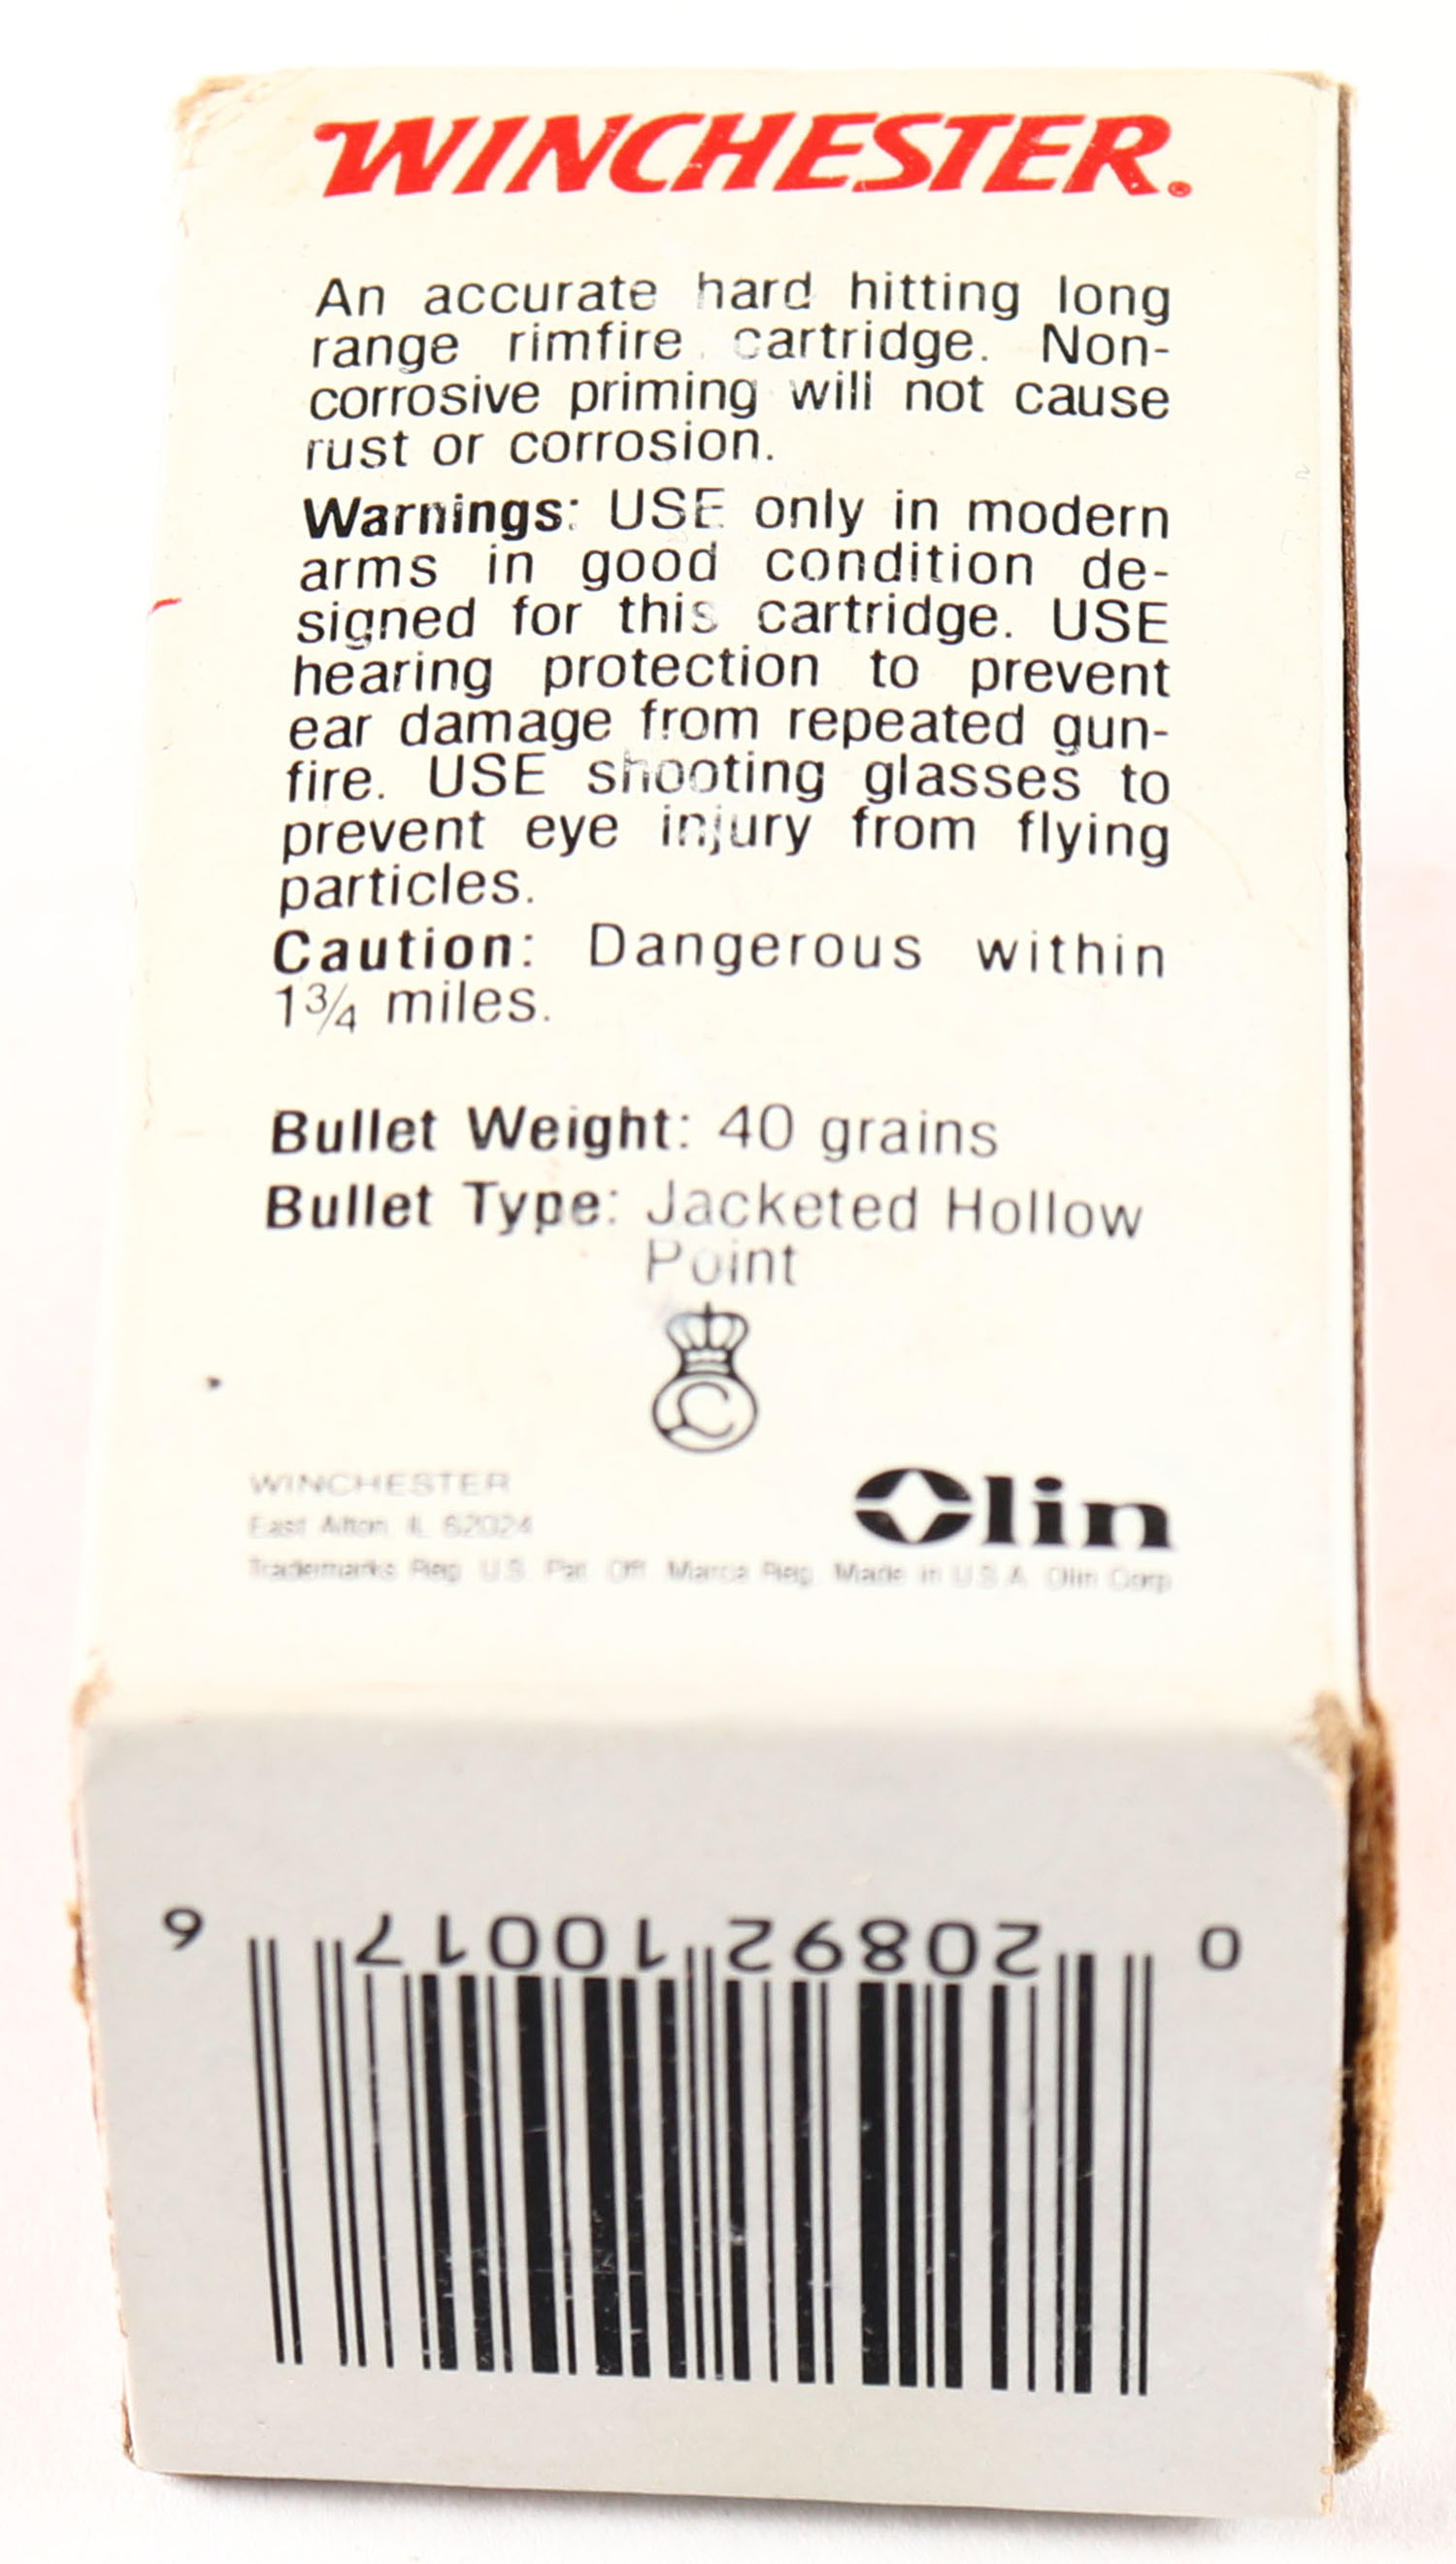 WINCHESTER®
An accurate hard hitting long
range rimfire cartridge. Non-
corrosive priming will not cause
rust or corrosion.
Warnings: USE only in modern
arms in good condition de-
signed for this cartridge. USE
hearing protection to prevent
ear damage from repeated gun-
fire. USE shooting glasses to
prevent eye injury from flying
particles.
Caution: Dangerous within
1¾ miles.
Bullet Weight: 40 grains
Bullet Type: Jacketed Hollow
Point
C
WINCHESTER
East Alton, IL 62024
Olin
Trademarks Reg. U.S. Pat. Off. Marca Reg. Made in U.S.A. Olin Corp.
0 20892 10017 6